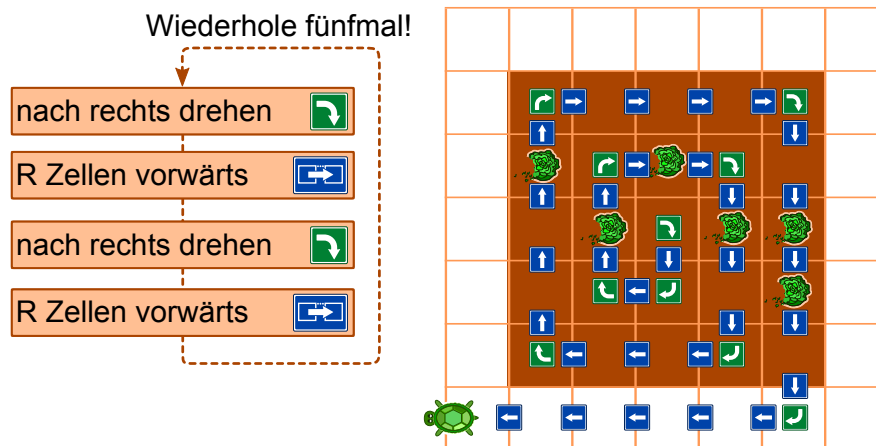 Wiederhole fünfmal!
nach rechts drehen
R Zellen vorwärts
nach rechts drehen
R Zellen vorwärts